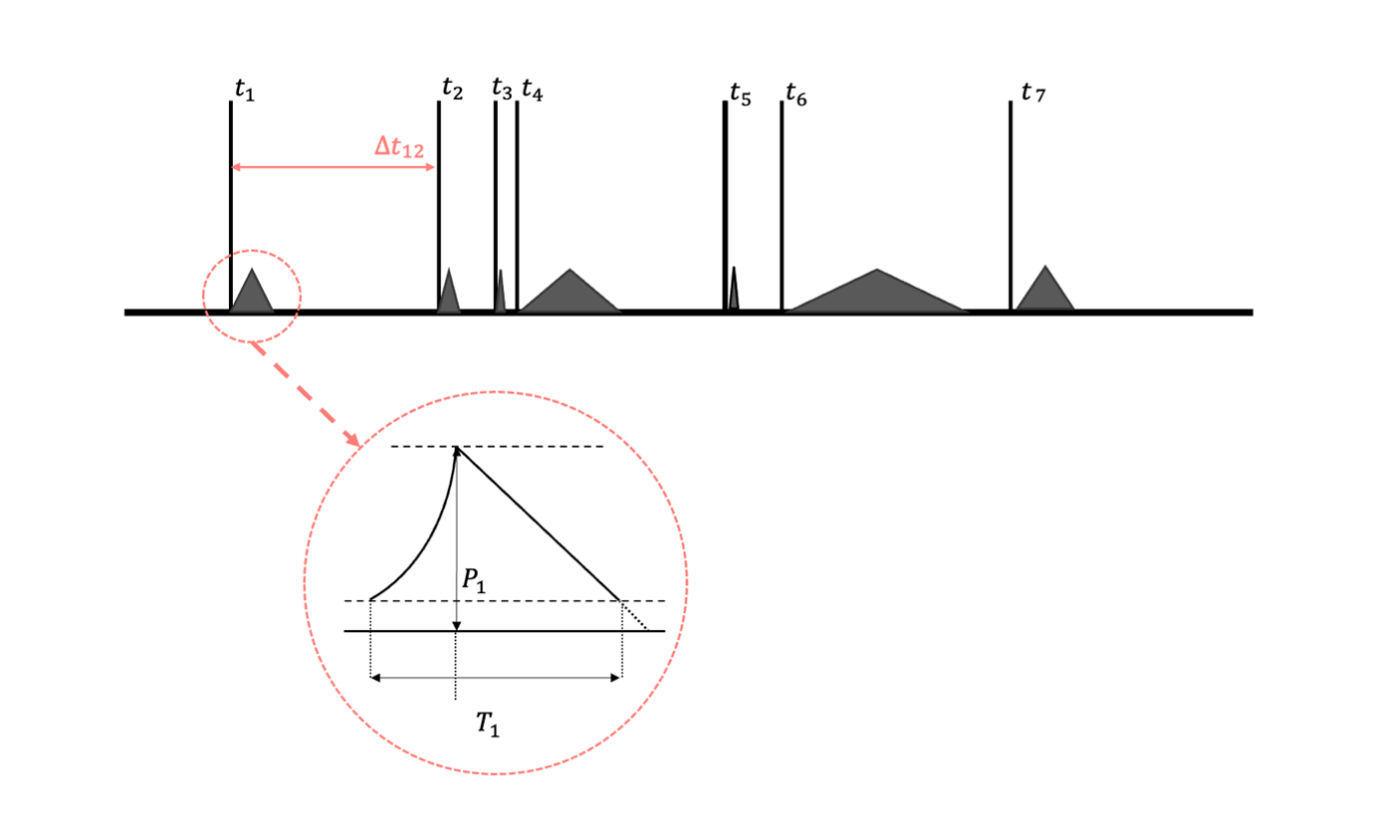 t₁ t₂ t₃ t₄ t₅ t₆ t₇
Δt₁₂
P₁
T₁